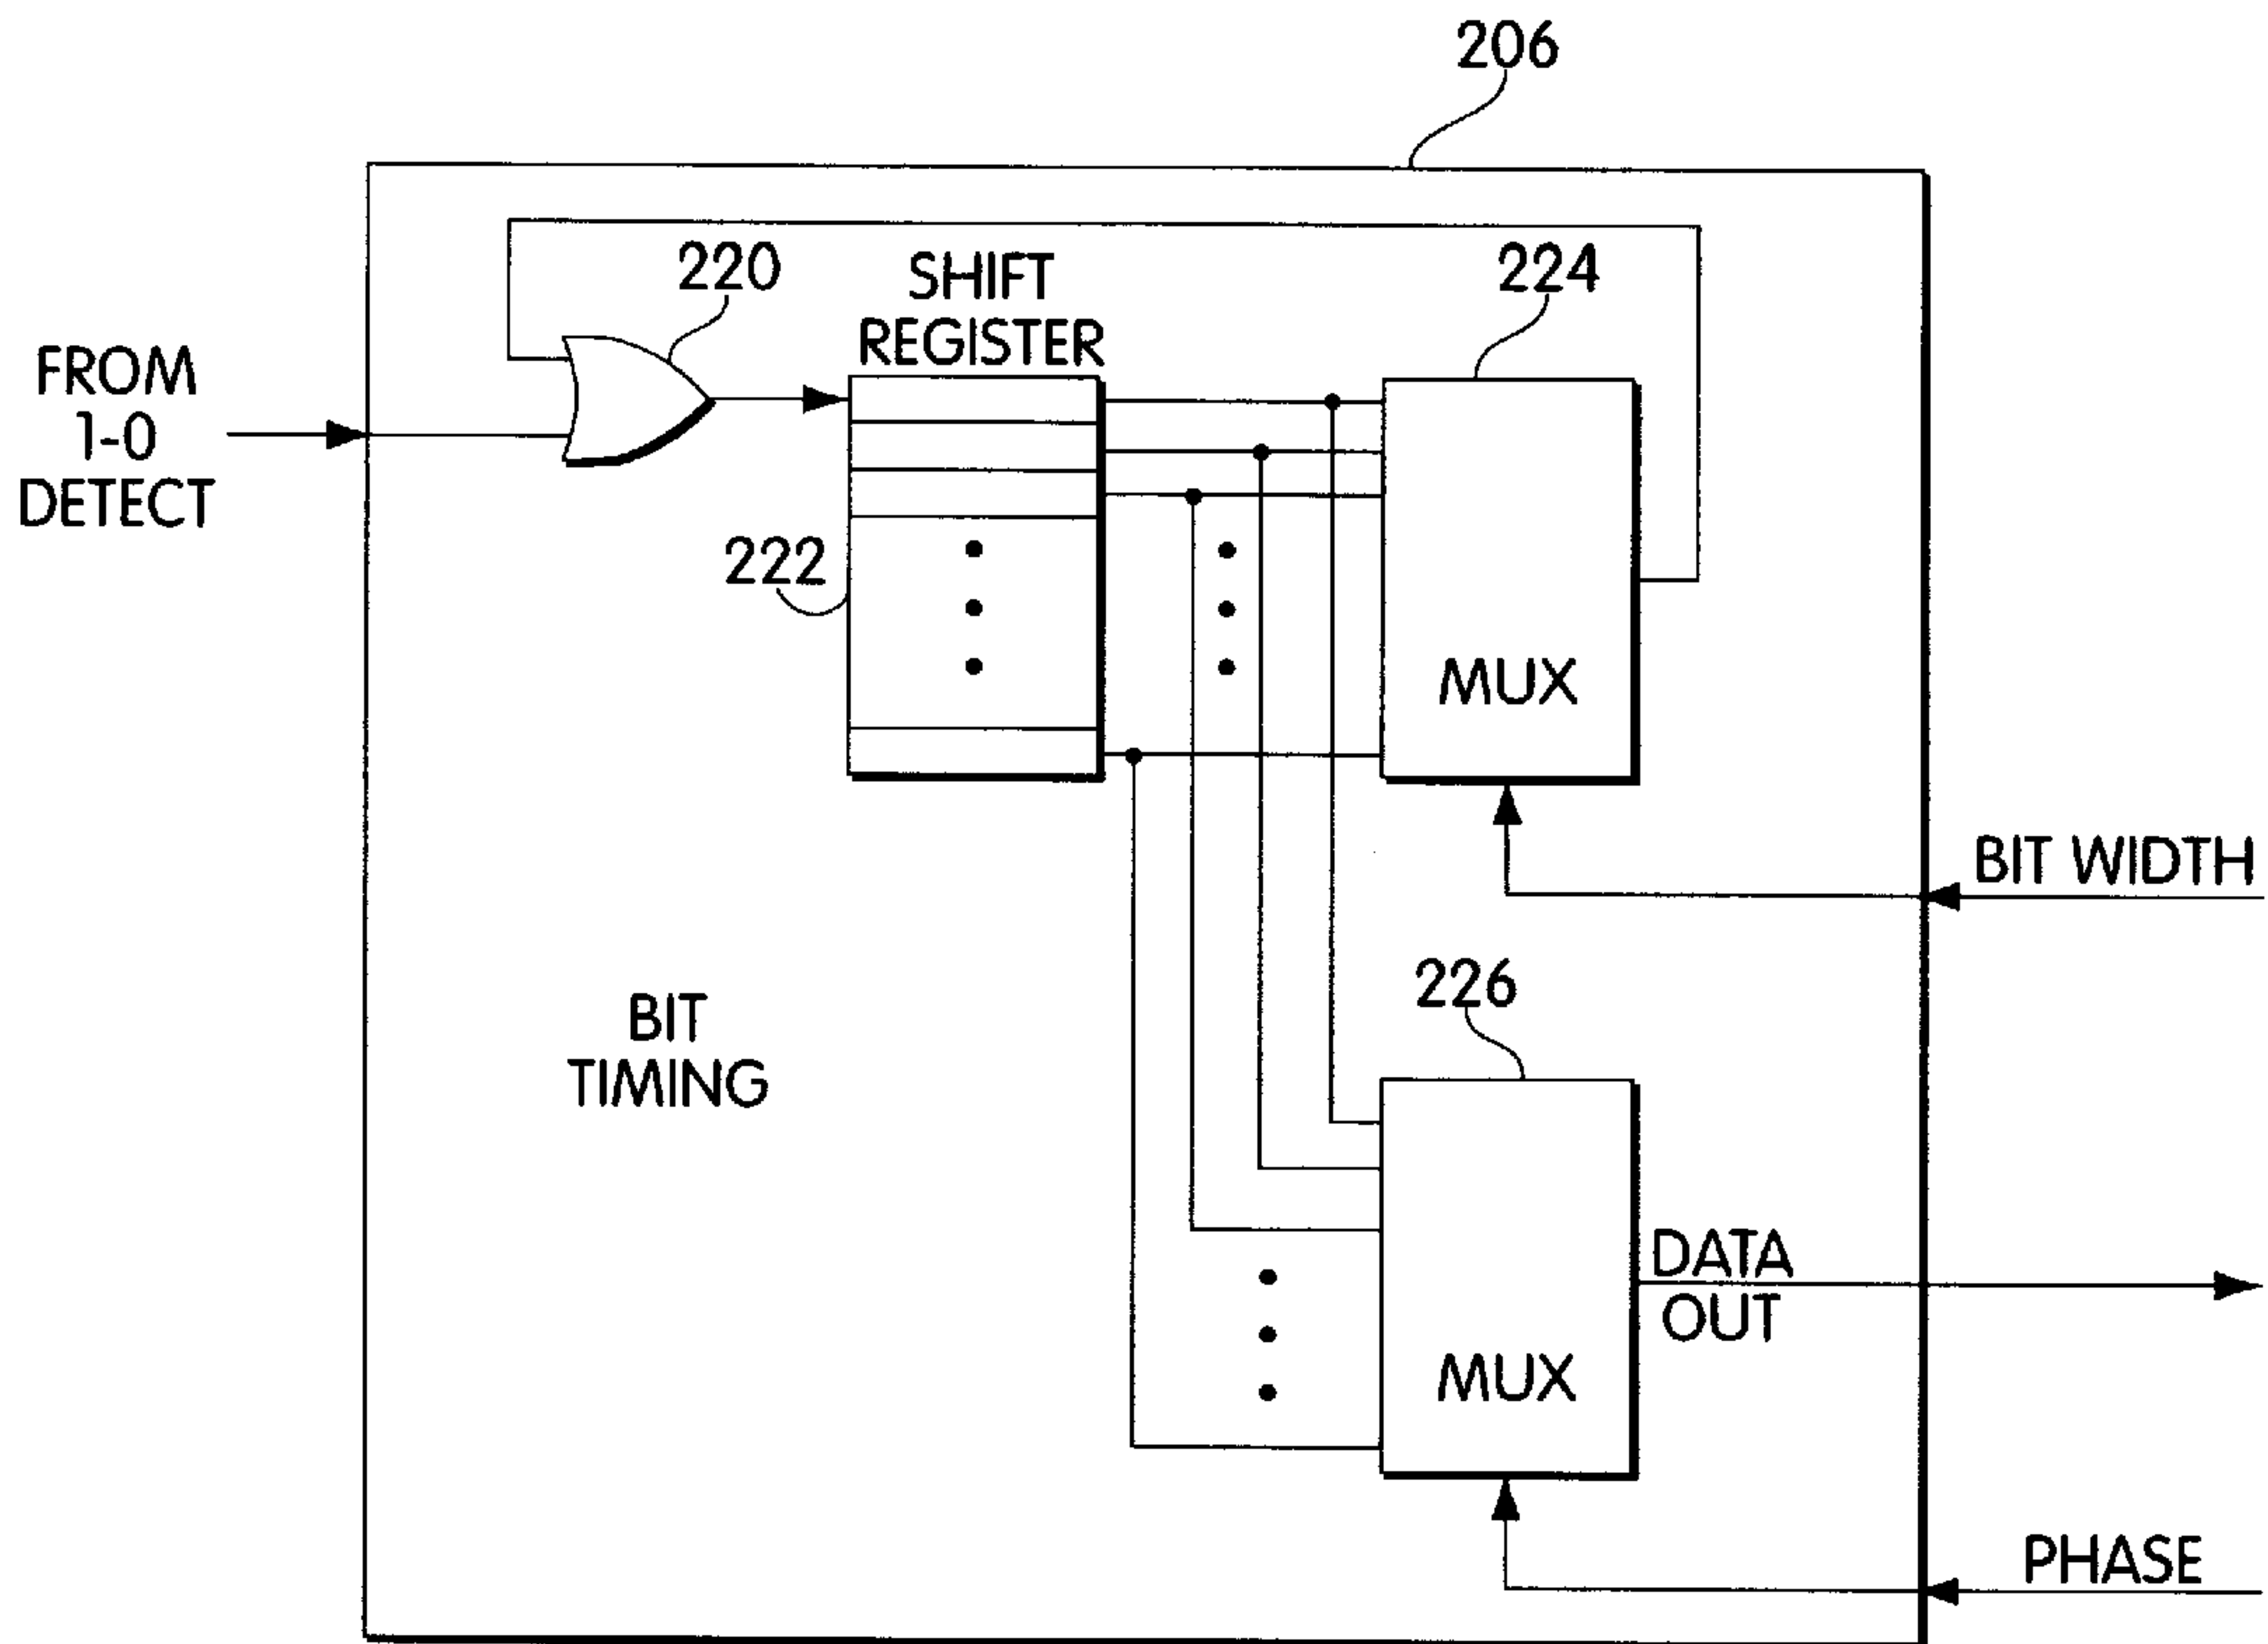 206
220
SHIFT
REGISTER
224
FROM
1-0
DETECT
222
MUX
BIT WIDTH
226
BIT
TIMING
DATA
OUT
MUX
PHASE